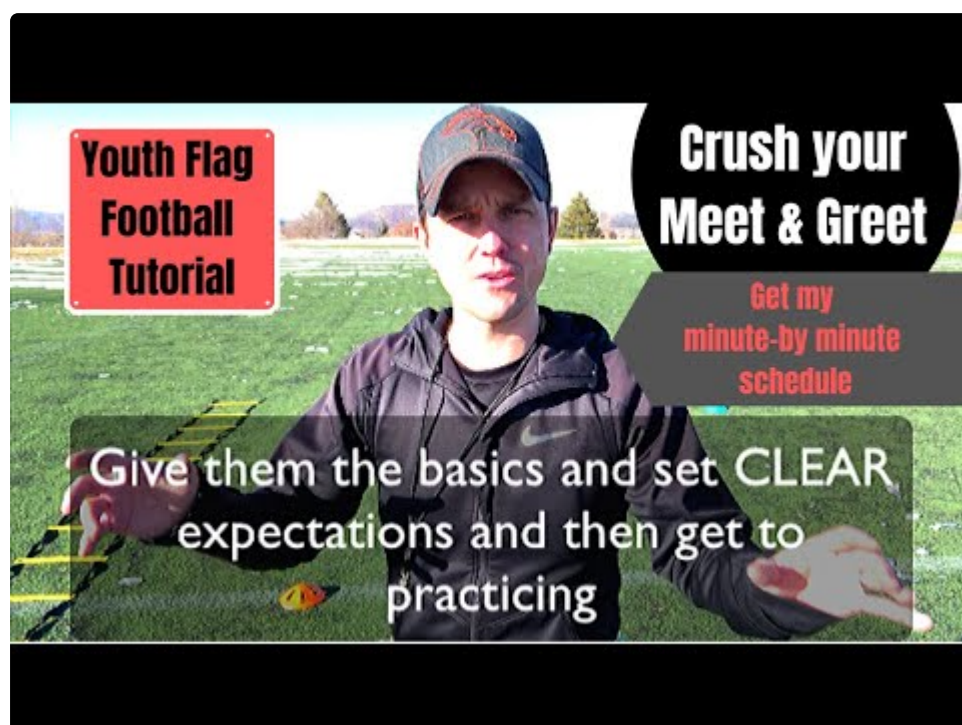 Youth Flag
Football
Tutorial
Crush your
Meet & Greet
Get my
minute-by minute
schedule
Give them the basics and set CLEAR
expectations and then get to
practicing